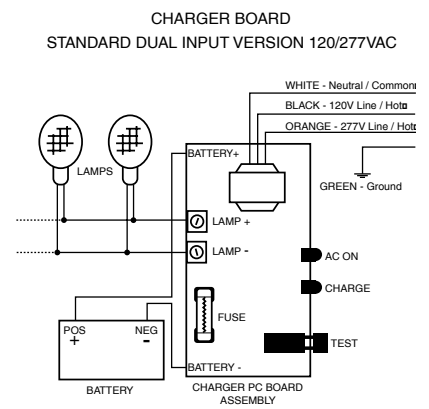 CHARGER BOARD
STANDARD DUAL INPUT VERSION 120/277VAC
WHITE - Neutral / Common
BLACK - 120V Line / Hot
ORANGE - 277V Line / Hot
BATTERY+
LAMPS
GREEN - Ground
LAMP +
LAMP -
AC ON
CHARGE
FUSE
POS
NEG
+
-
TEST
BATTERY -
BATTERY
CHARGER PC BOARD
ASSEMBLY